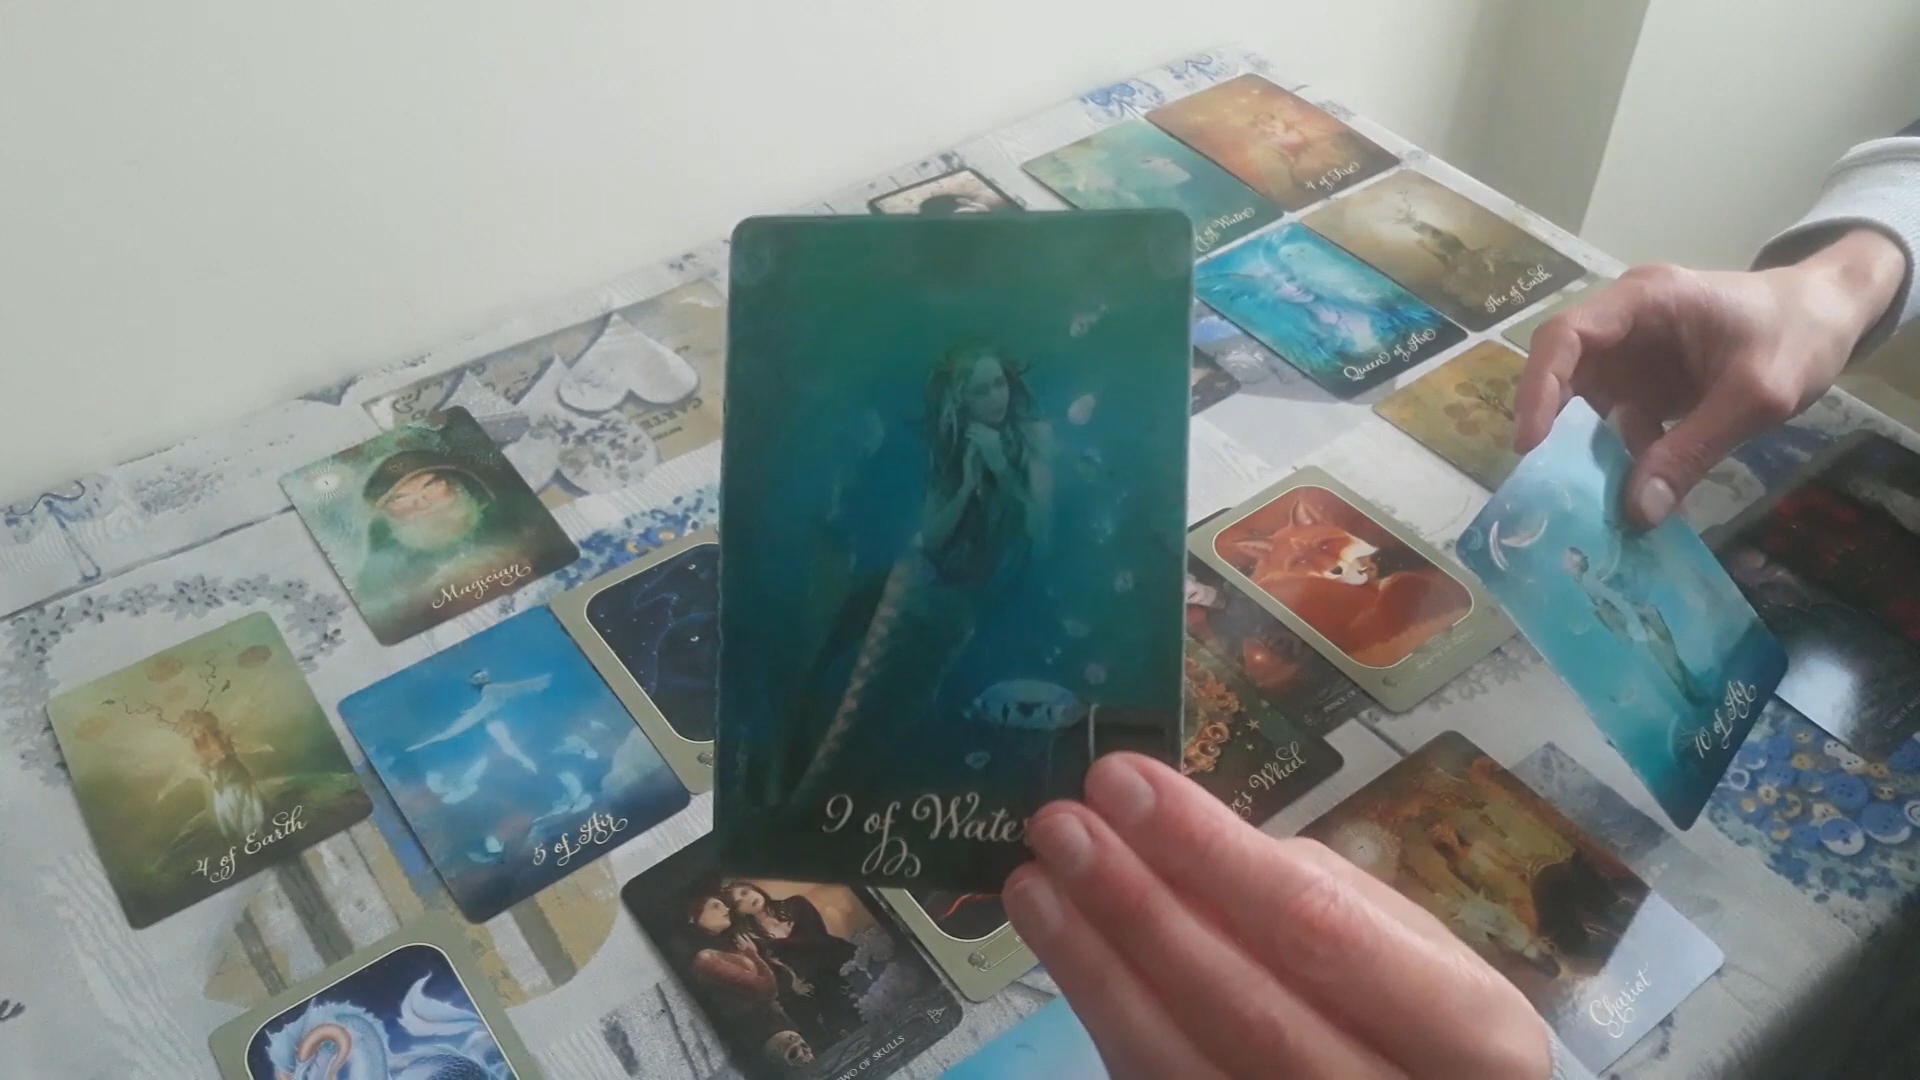 4 of Fire
of Water
Ace of Earth
Queen of Air
Magician
10 of Air
4 of Earth
5 of Air
9 of Wate
Wheel
Chariot
TWO OF SKULLS